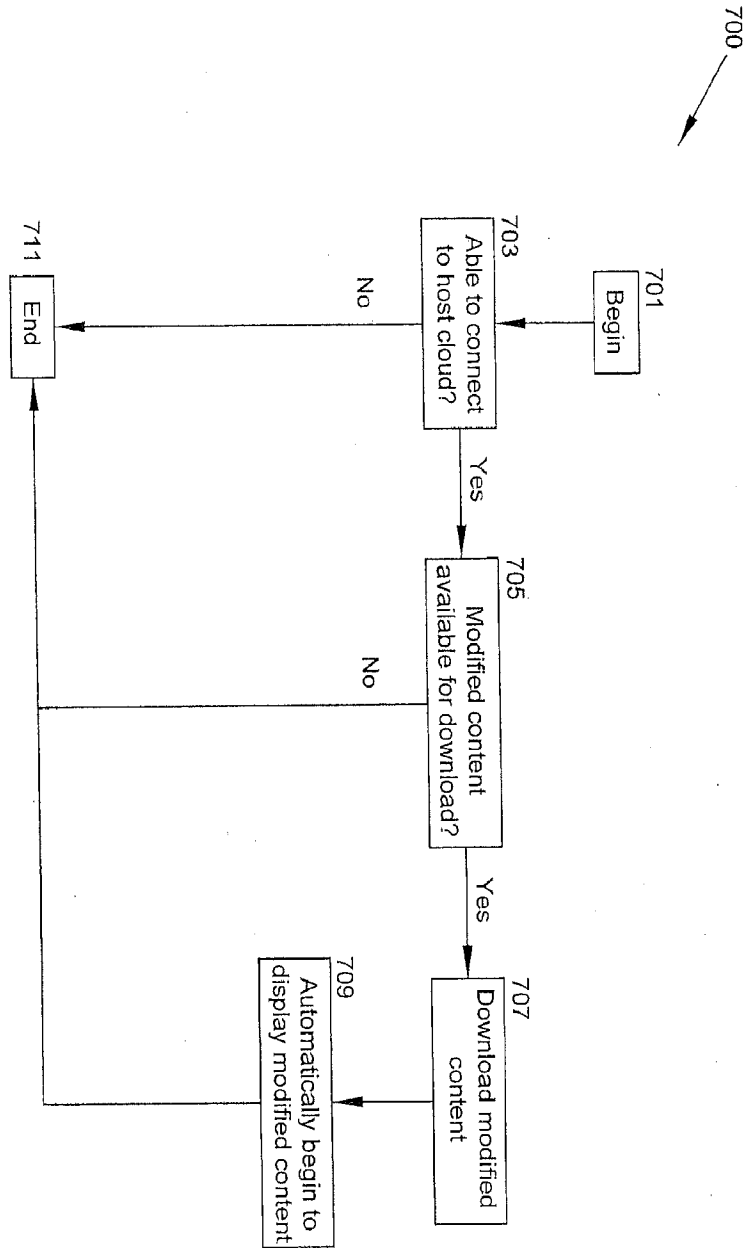 700
701
Begin
703
Able to connect
to host cloud?
Yes
No
705
Modified content
available for download?
Yes
No
707
Download modified
content
709
Automatically begin to
display modified content
711
End